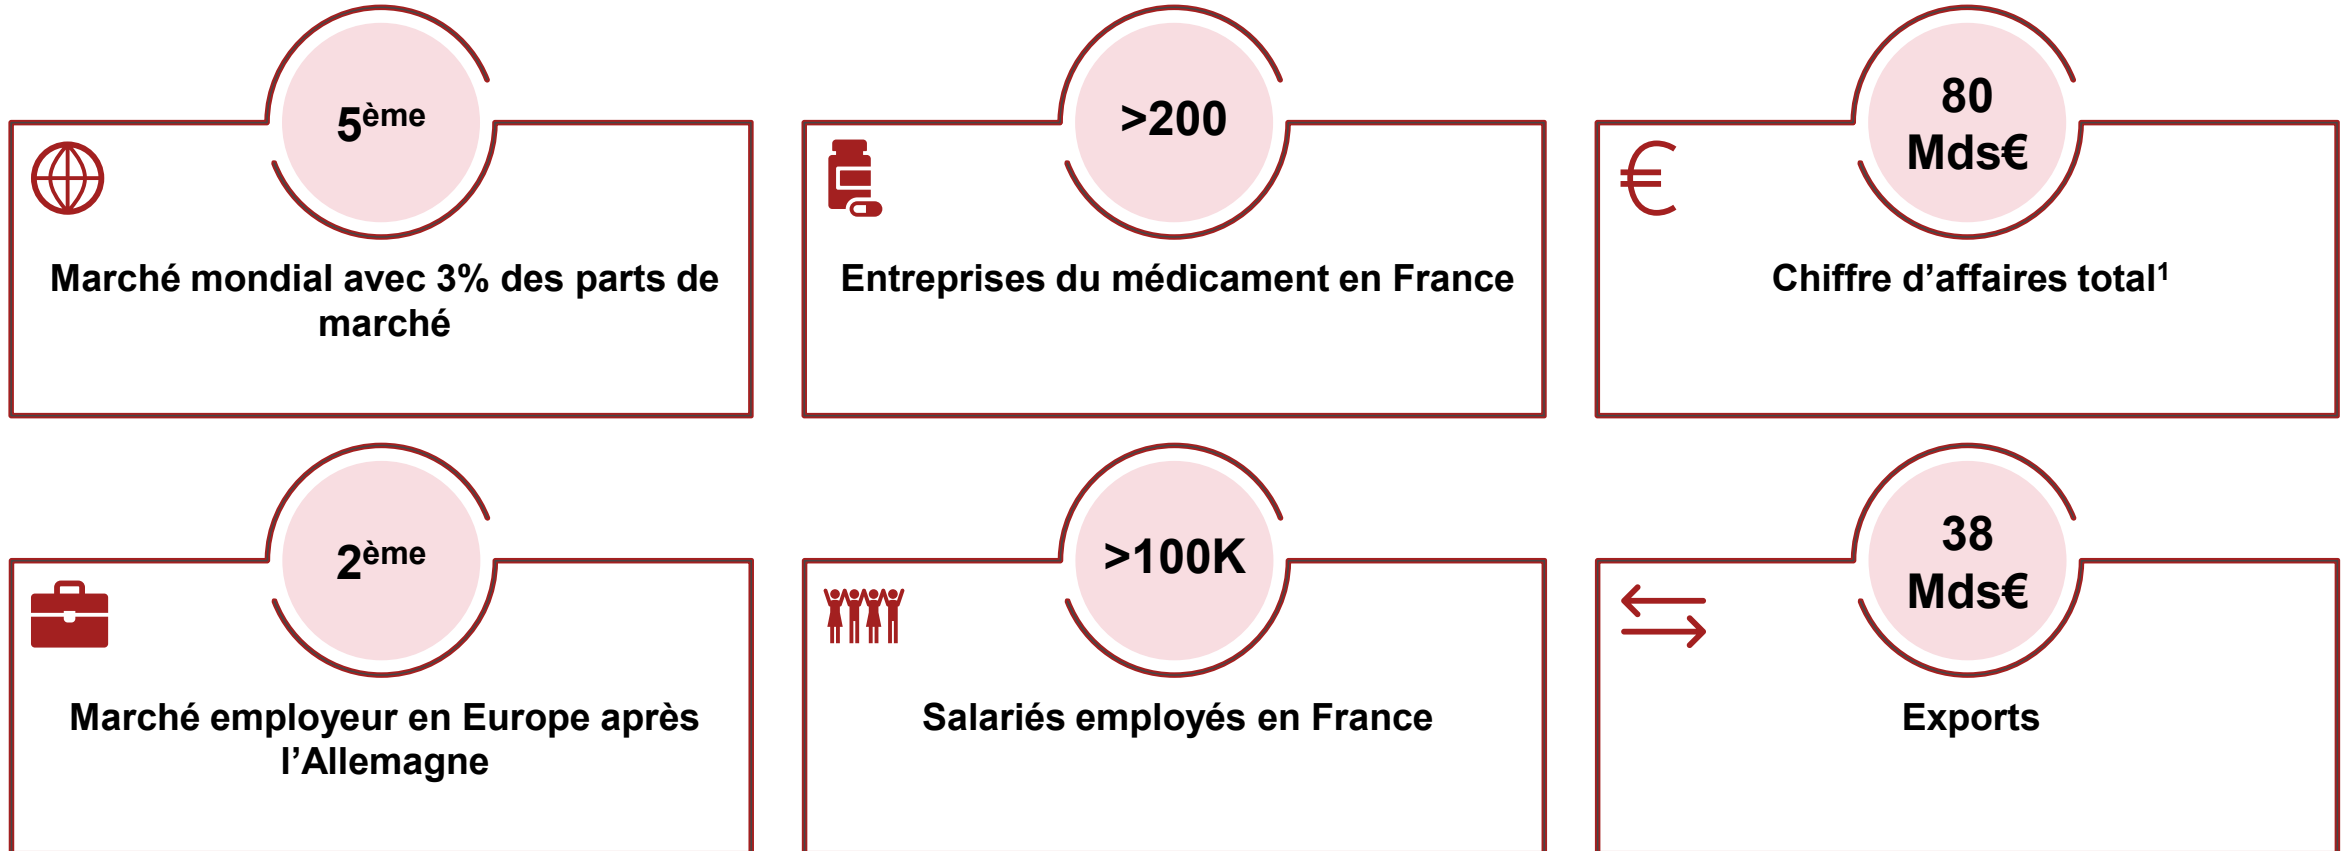 5ème
Marché mondial avec 3% des parts de
marché
>200
Entreprises du médicament en France
80
Mds€
Chiffre d’affaires total1
2ème
Marché employeur en Europe après
l’Allemagne
>100K
Salariés employés en France
38
Mds€
Exports